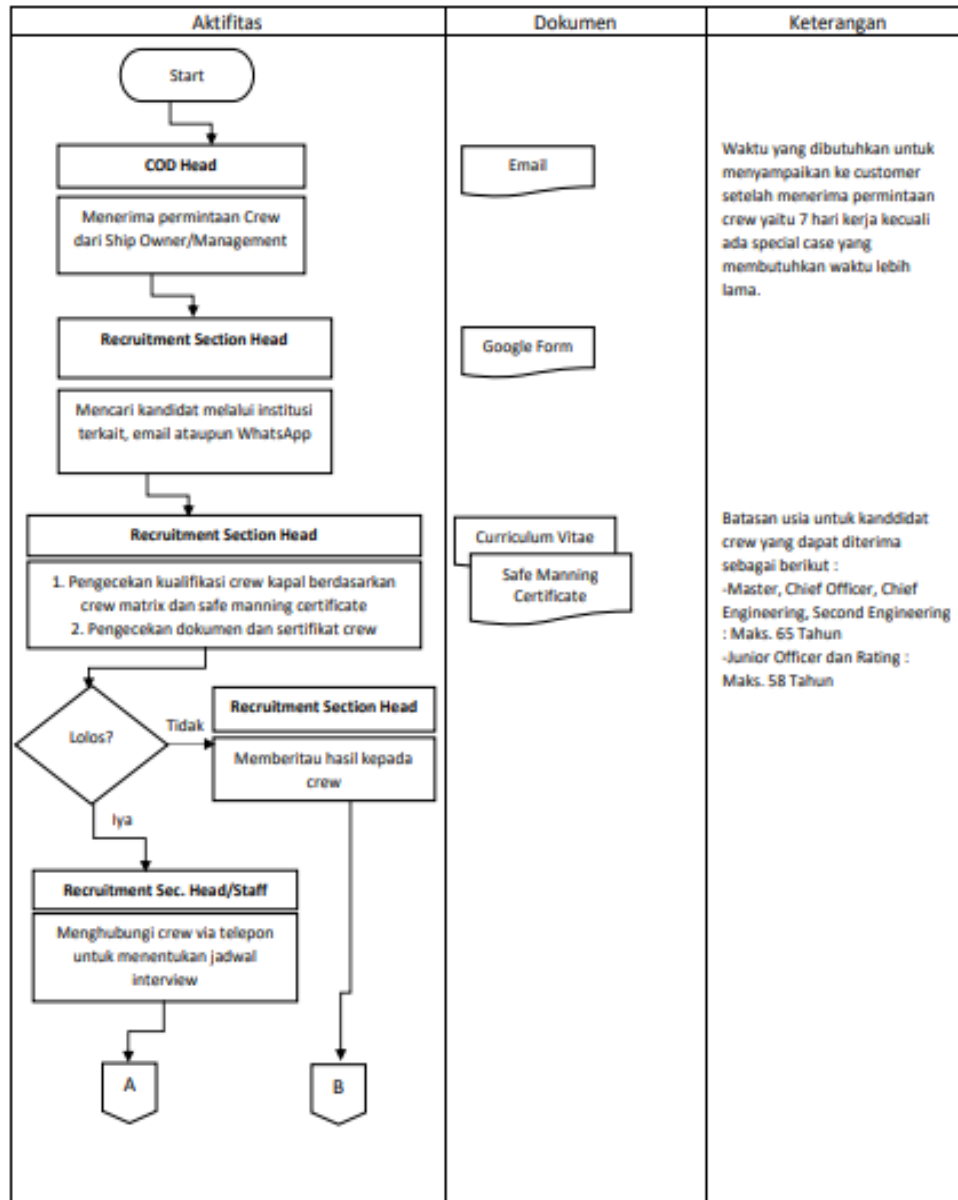 Aktifitas
Dokumen
Keterangan
Start
COD Head
Menerima permintaan Crew
dari Ship Owner/Management
Email
Waktu yang dibutuhkan untuk
menyampaikan ke customer
setelah menerima permintaan
crew yaitu 7 hari kerja kecuali
ada special case yang
membutuhkan waktu lebih
lama.
Recruitment Section Head
Mencari kandidat melalui institusi
terkait, email ataupun WhatsApp
Google Form
Recruitment Section Head
1. Pengecekan kualifikasi crew kapal berdasarkan
crew matrix dan safe manning certificate
2. Pengecekan dokumen dan sertifikat crew
Curriculum Vitae
Safe Manning
Certificate
Batasan usia untuk kanddidat
crew yang dapat diterima
sebagai berikut :
-Master, Chief Officer, Chief
Engineering, Second Engineering
: Maks. 65 Tahun
-Junior Officer dan Rating :
Maks. 58 Tahun
Lolos?
Tidak
Recruitment Section Head
Memberitau hasil kepada
crew
Iya
Recruitment Sec. Head/Staff
Menghubungi crew via telepon
untuk menentukan jadwal
interview
A
B